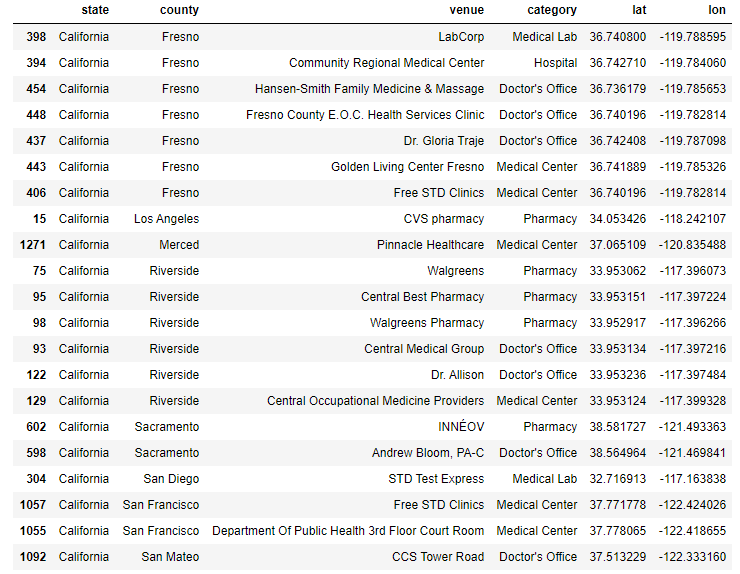 state county venue category lat lon
398 California Fresno LabCorp Medical Lab 36.740800 -119.788595
394 California Fresno Community Regional Medical Center Hospital 36.742710 -119.784060
454 California Fresno Hansen-Smith Family Medicine & Massage Doctor's Office 36.736179 -119.785653
448 California Fresno Fresno County E.O.C. Health Services Clinic Doctor's Office 36.740196 -119.782814
437 California Fresno Dr. Gloria Traje Doctor's Office 36.742408 -119.787098
443 California Fresno Golden Living Center Fresno Medical Center 36.741889 -119.785326
406 California Fresno Free STD Clinics Medical Center 36.740196 -119.782814
15 California Los Angeles CVS pharmacy Pharmacy 34.053426 -118.242107
1271 California Merced Pinnacle Healthcare Medical Center 37.065109 -120.835488
75 California Riverside Walgreens Pharmacy 33.953062 -117.396073
95 California Riverside Central Best Pharmacy Pharmacy 33.953151 -117.397224
98 California Riverside Walgreens Pharmacy Pharmacy 33.952917 -117.396266
93 California Riverside Central Medical Group Doctor's Office 33.953134 -117.397216
122 California Riverside Dr. Allison Doctor's Office 33.953236 -117.397484
129 California Riverside Central Occupational Medicine Providers Medical Center 33.953124 -117.399328
602 California Sacramento INNÉOV Pharmacy 38.581727 -121.493363
598 California Sacramento Andrew Bloom, PA-C Doctor's Office 38.564964 -121.469841
304 California San Diego STD Test Express Medical Lab 32.716913 -117.163838
1057 California San Francisco Free STD Clinics Medical Center 37.771778 -122.424026
1055 California San Francisco Department Of Public Health 3rd Floor Court Room Medical Center 37.778065 -122.418655
1092 California San Mateo CCS Tower Road Doctor's Office 37.513229 -122.333160